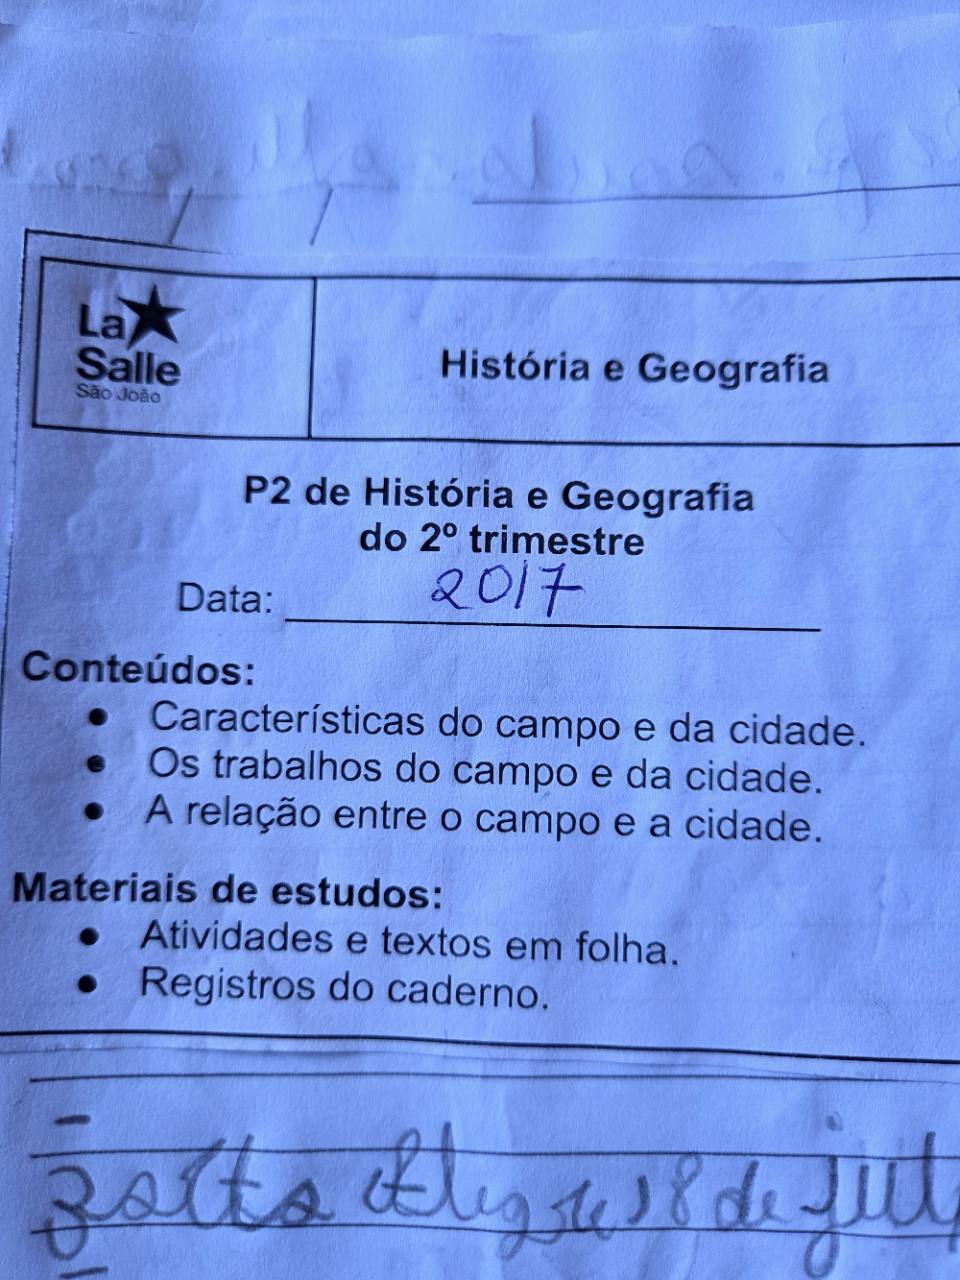 La Salle
São João
História e Geografia
P2 de História e Geografia
do 2º trimestre
Data: 2017
Conteúdos:
• Características do campo e da cidade.
• Os trabalhos do campo e da cidade.
• A relação entre o campo e a cidade.
Materiais de estudos:
• Atividades e textos em folha.
• Registros do caderno.
18 de